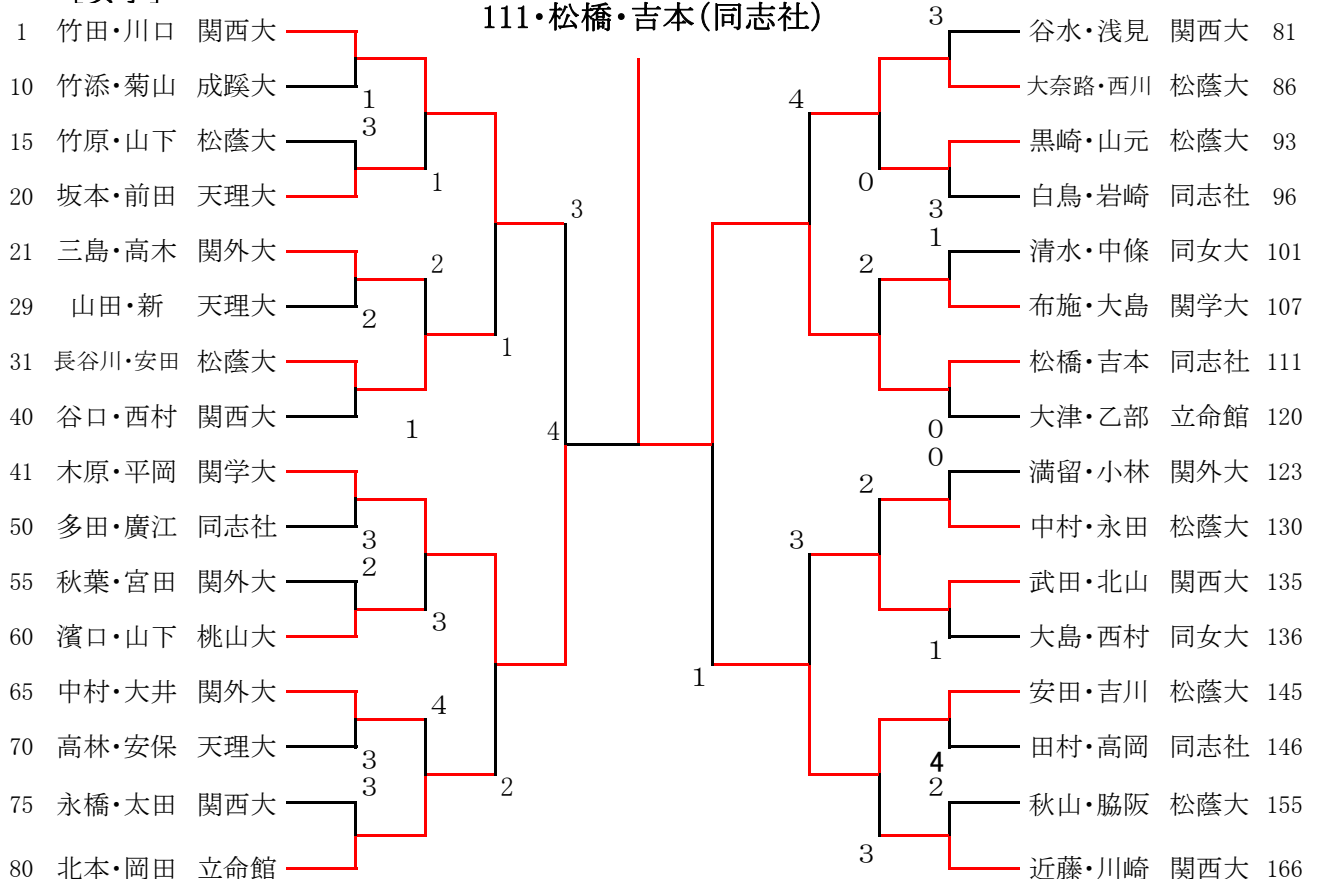 111・松橋・吉本(同志社)
1 竹田・川口 関西大
10 竹添・菊山 成蹊大
1
3
15 竹原・山下 松蔭大
20 坂本・前田 天理大
1
3
21 三島・高木 関外大
2
29 山田・新 天理大
2
1
31 長谷川・安田 松蔭大
40 谷口・西村 関西大
1
4
41 木原・平岡 関学大
50 多田・廣江 同志社
3
2
55 秋葉・宮田 関外大
60 濱口・山下 桃山大
3
65 中村・大井 関外大
4
70 高林・安保 天理大
3
3
75 永橋・太田 関西大
2
80 北本・岡田 立命館
3
谷水・浅見 関西大 81
大奈路・西川 松蔭大 86
4
黒崎・山元 松蔭大 93
0
白鳥・岩崎 同志社 96
3
1
清水・中條 同女大 101
2
布施・大島 関学大 107
松橋・吉本 同志社 111
大津・乙部 立命館 120
0
0
満留・小林 関外大 123
2
中村・永田 松蔭大 130
3
武田・北山 関西大 135
大島・西村 同女大 136
1
1
安田・吉川 松蔭大 145
田村・高岡 同志社 146
4
2
秋山・脇阪 松蔭大 155
3
近藤・川崎 関西大 166